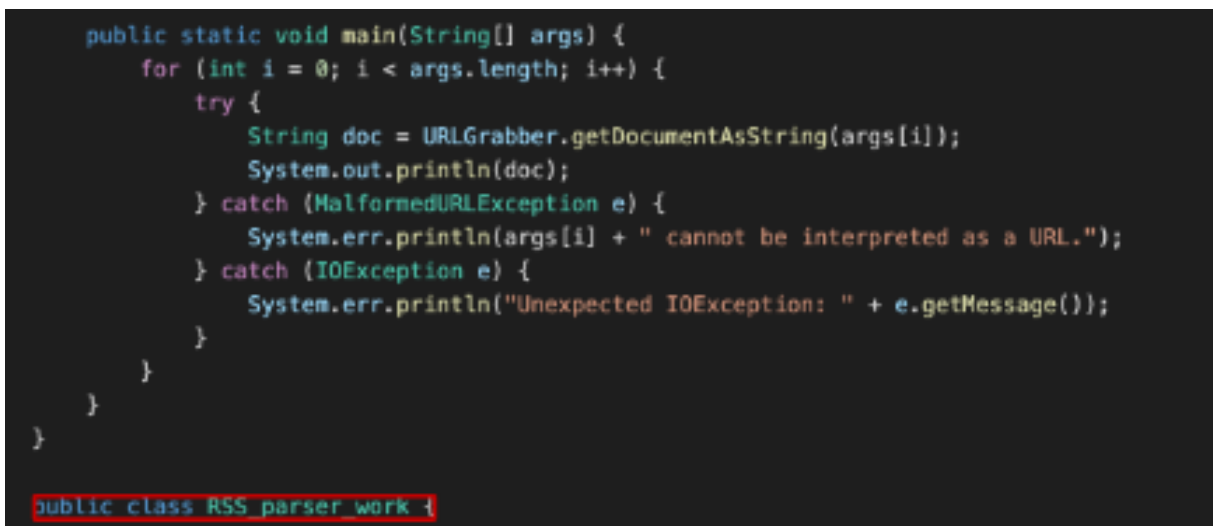 public static void main(String[] args) {
for (int i = 0; i < args.length; i++) {
try {
String doc = URLGrabber.getDocumentAsString(args[i]);
System.out.println(doc);
} catch (MalformedURLException e) {
System.err.println(args[i] + " cannot be interpreted as a URL.");
} catch (IOException e) {
System.err.println("Unexpected IOException: " + e.getMessage());
}
}
}
}
public class RSS_parser_work {